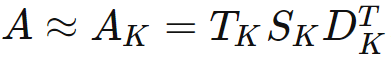 A ≈ A_K = T_K S_K D_K^T